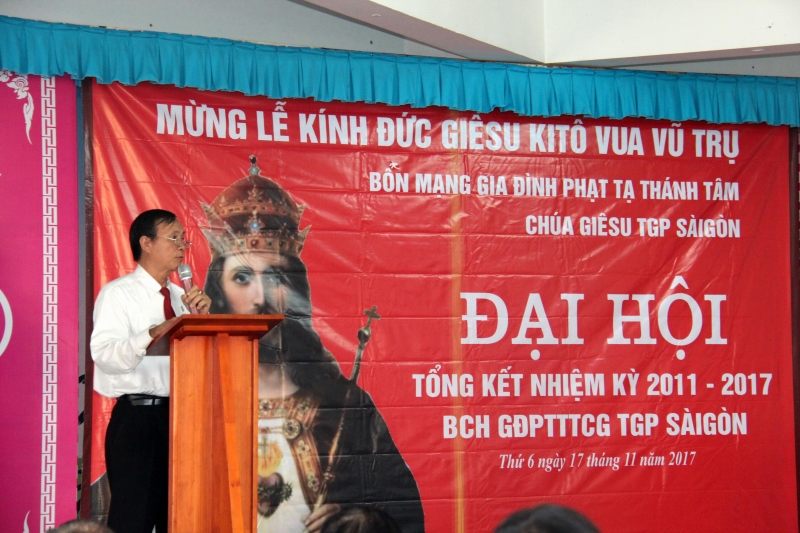 MỪNG LỄ KÍNH ĐỨC GIÊSU KITÔ VUA VŨ TRỤ
BỔN MẠNG GIA ĐÌNH PHẠT TẠ THÁNH TÂM
CHÚA GIÊSU TGP SÀIGÒN
ĐẠI HỘI
TỔNG KẾT NHIỆM KỲ 2011 - 2017
BCH GĐPTTTCG TGP SÀIGÒN
Thứ 6 ngày 17 tháng 11 năm 2017